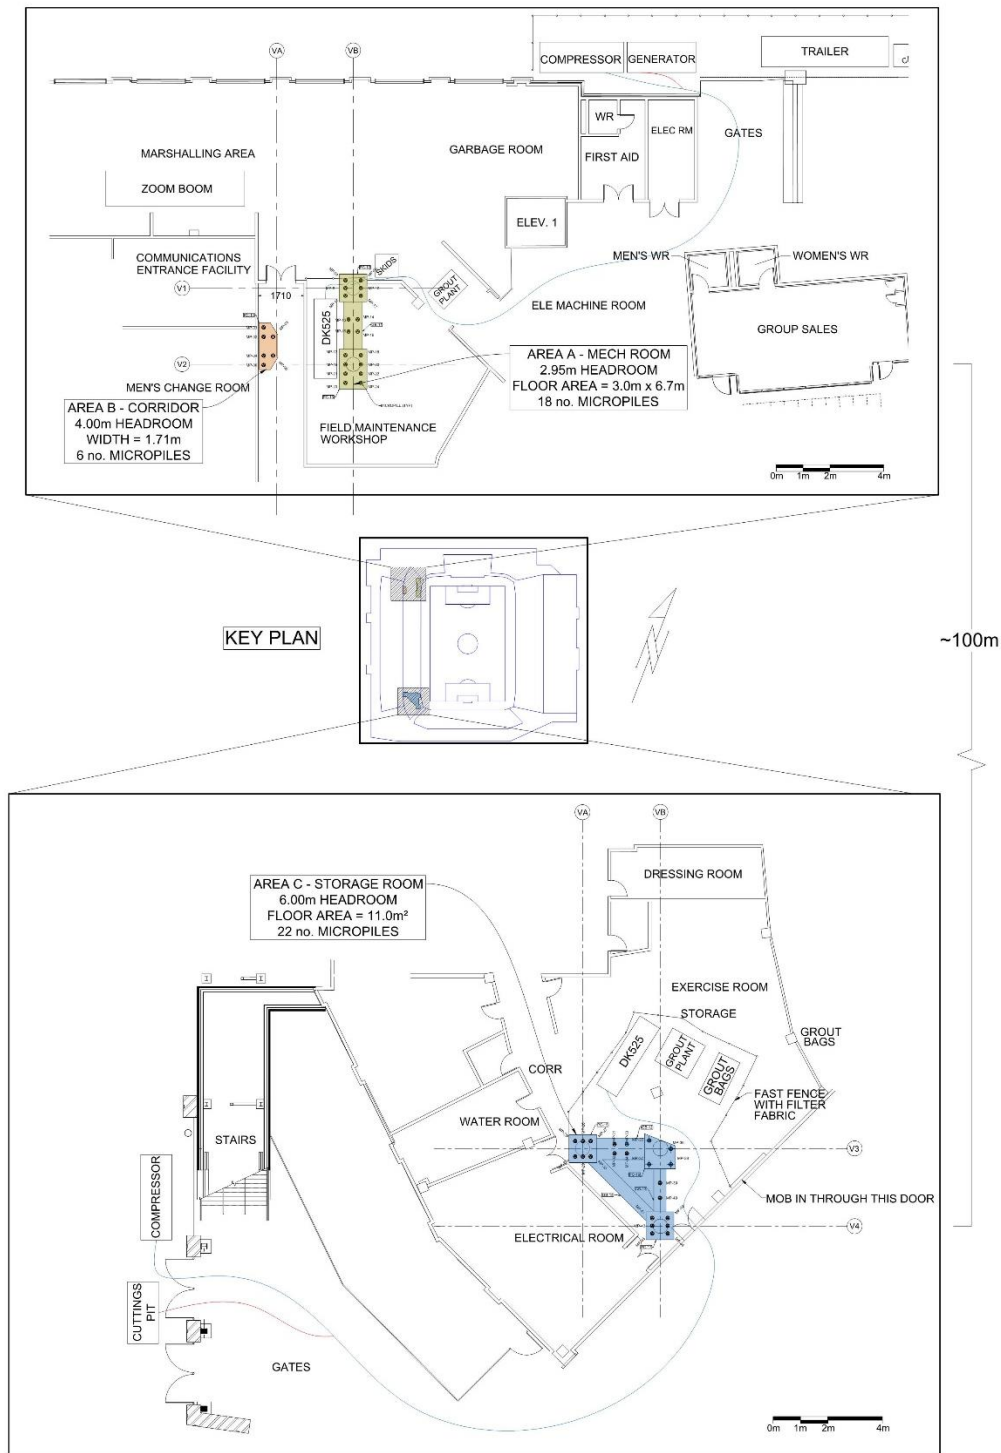 VA
VB
COMPRESSOR
GENERATOR
TRAILER
WR
ELEC RM
GATES
GARBAGE ROOM
FIRST AID
MARSHALLING AREA
ZOOM BOOM
ELEV. 1
COMMUNICATIONS
ENTRANCE FACILITY
SKIDS
MEN'S WR
WOMEN'S WR
V1
GROUT
PLANT
1710
ELE MACHINE ROOM
DK525
GROUP SALES
V2
AREA A - MECH ROOM
2.95m HEADROOM
FLOOR AREA = 3.0m x 6.7m
18 no. MICROPILES
MEN'S CHANGE ROOM
AREA B - CORRIDOR
4.00m HEADROOM
WIDTH = 1.71m
6 no. MICROPILES
FIELD MAINTENANCE
WORKSHOP
0m 1m 2m 4m
KEY PLAN
~100m
VA
VB
DRESSING ROOM
AREA C - STORAGE ROOM
6.00m HEADROOM
FLOOR AREA = 11.0m²
22 no. MICROPILES
EXERCISE ROOM
STORAGE
GROUT
BAGS
DK525
GROUT
PLANT
GROUT
BAGS
CORR
FAST FENCE
WITH FILTER
FABRIC
WATER ROOM
STAIRS
V3
MOB IN THROUGH THIS DOOR
COMPRESSOR
V4
ELECTRICAL ROOM
CUTTINGS
PIT
GATES
0m 1m 2m 4m